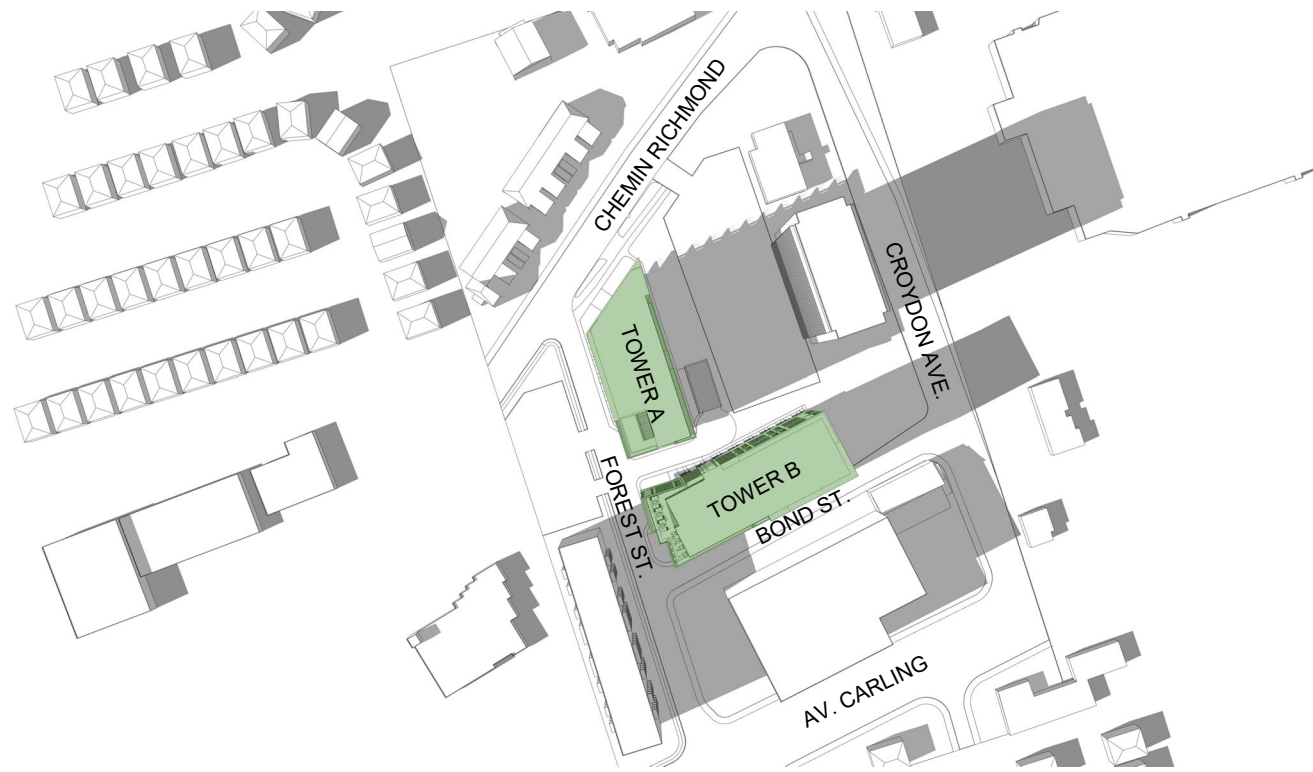 CHEMIN RICHMOND
CROYDON AVE.
TOWER A
FOREST ST.
TOWER B
BOND ST.
AV. CARLING